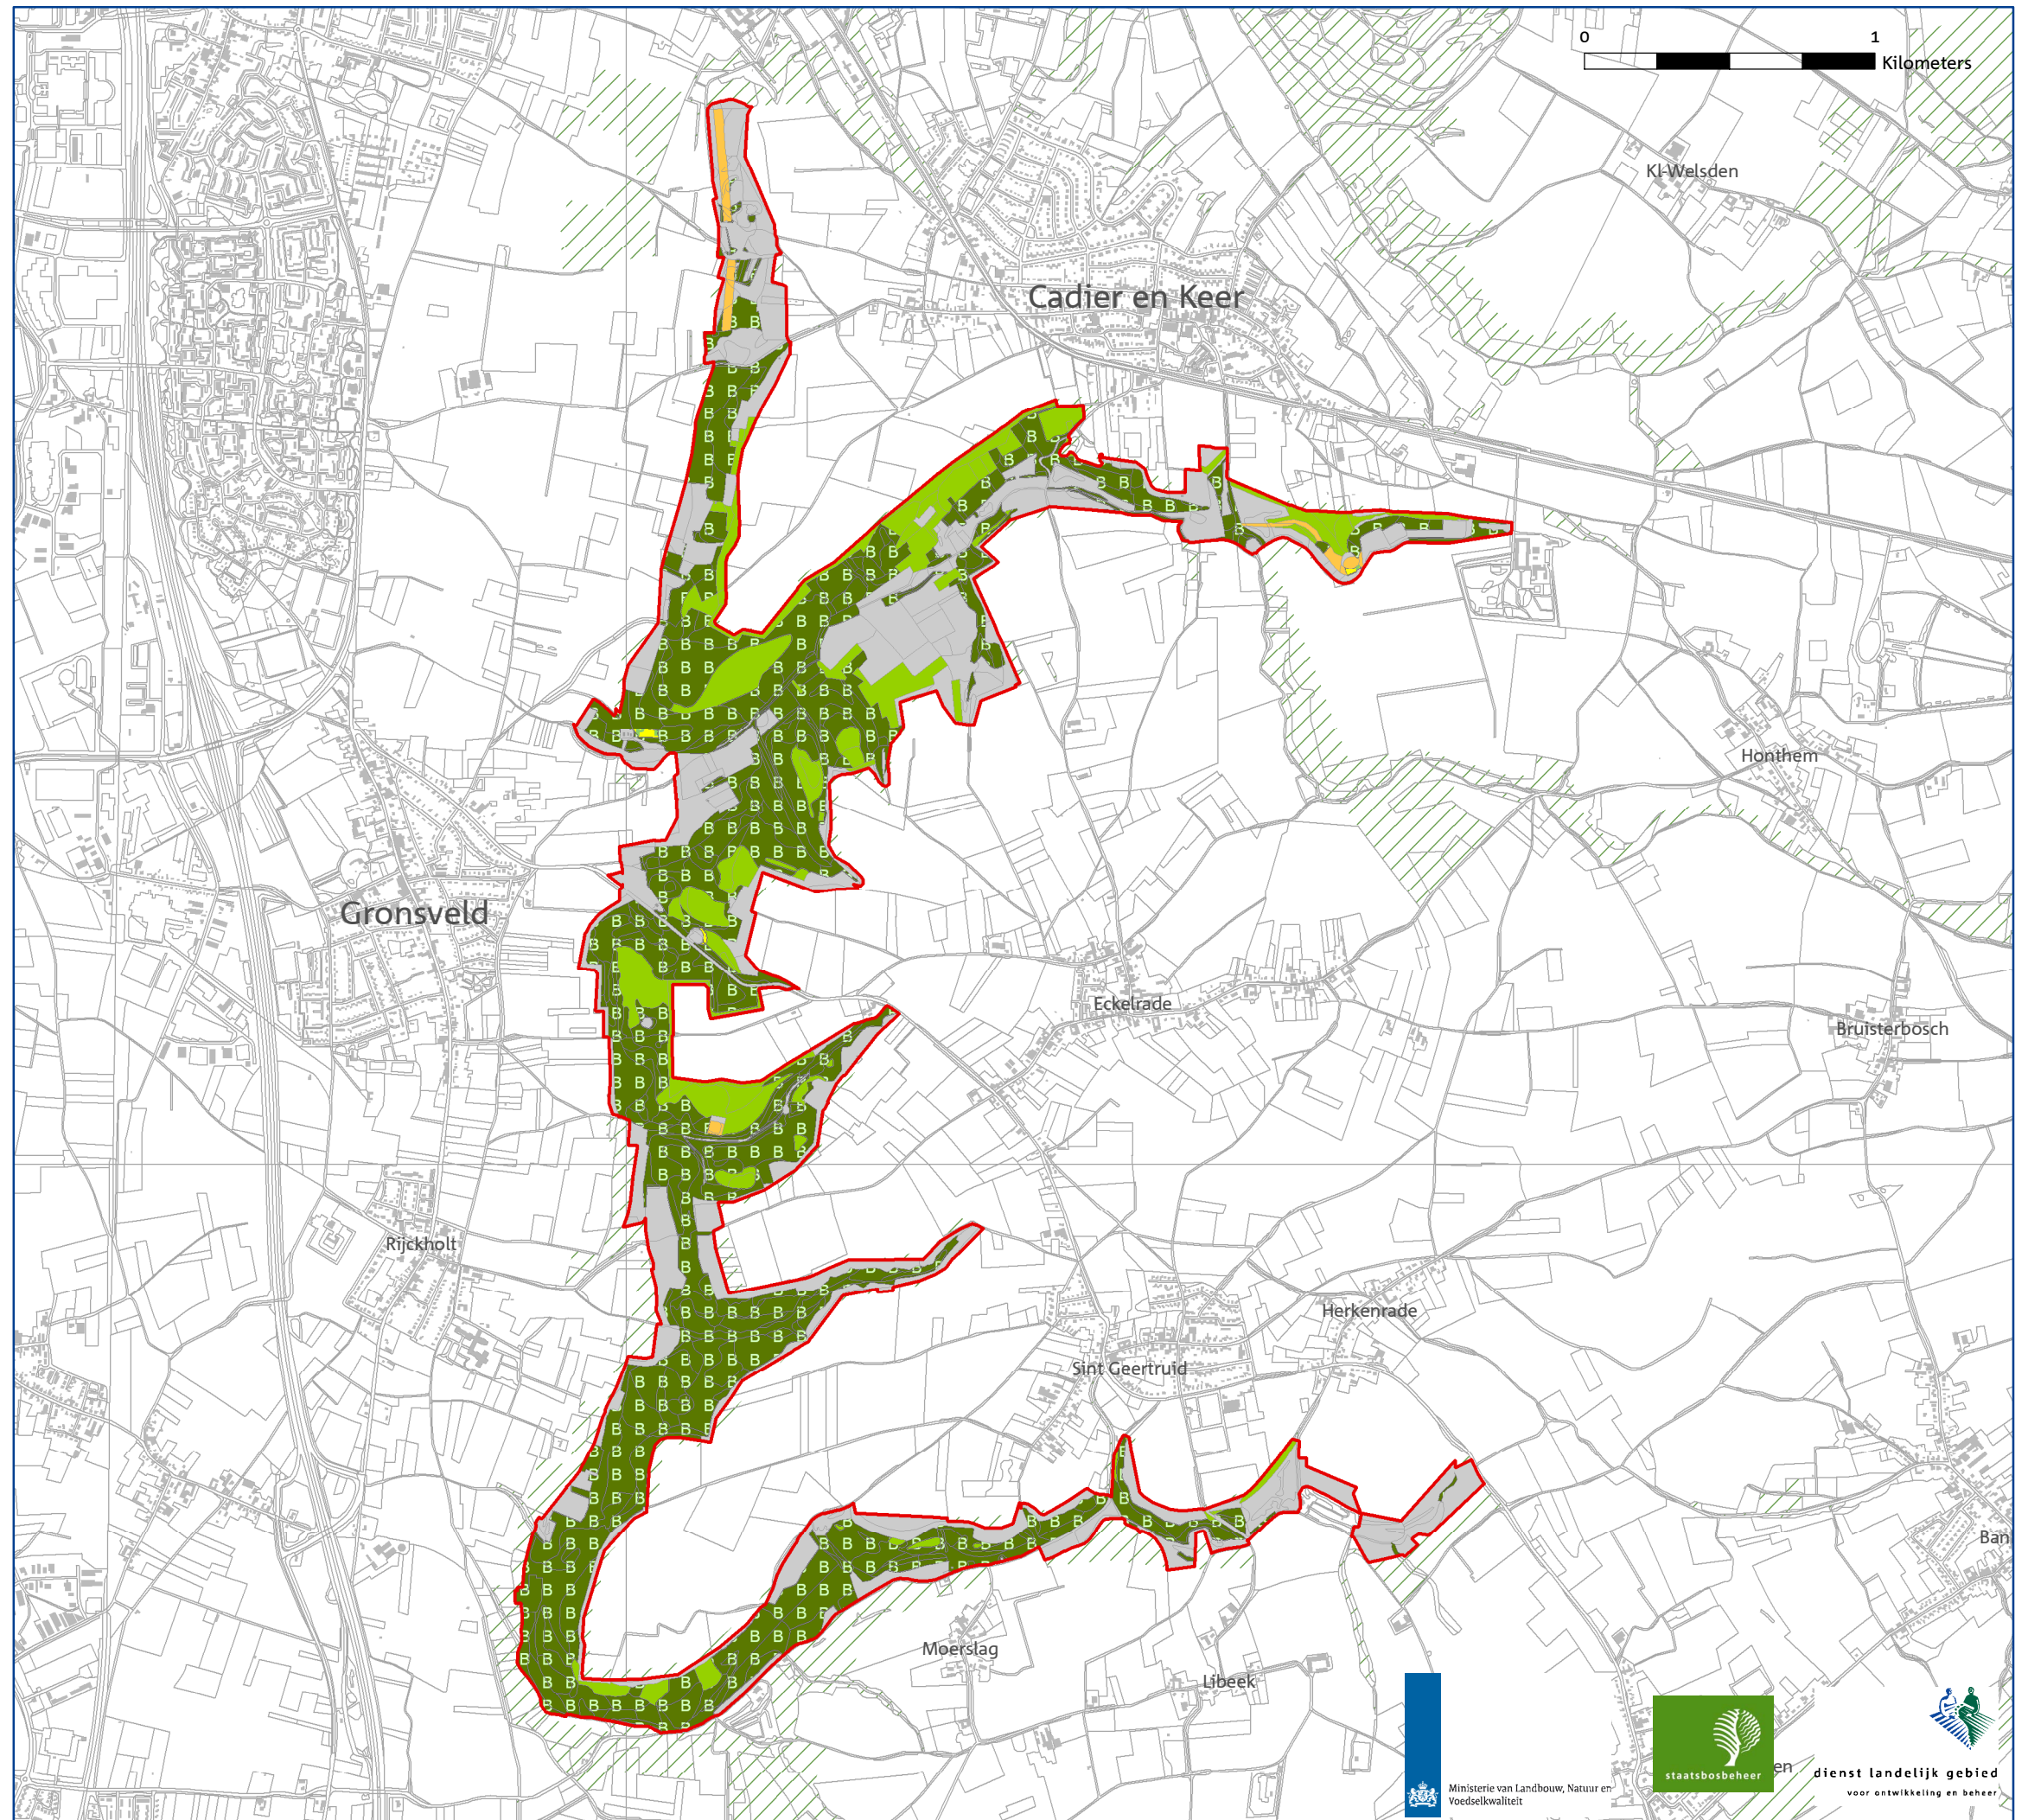 0 1
Kilometers
Kl-Welsden
Cadier en Keer
Honthem
Gronsveld
Eckelrade
Bruisterbosch
Rijckholt
Herkenrade
Sint Geertruid
Ban
Moerslag
Libeek
en
Ministerie van Landbouw, Natuur en
Voedselkwaliteit
staatsbosbeheer
dienst landelijk gebied
voor ontwikkeling en beheer